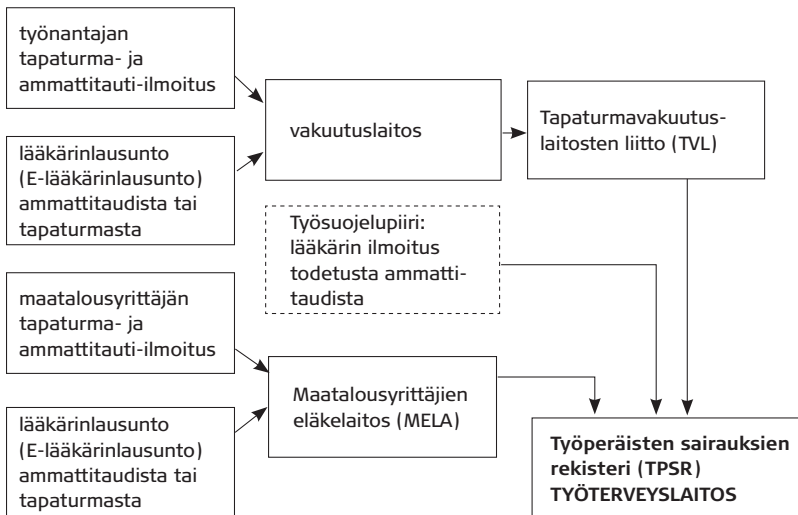 työnantajan
tapaturma- ja
ammattitauti-ilmoitus
lääkärinlausunto
(E-lääkärinlausunto)
ammattitaudista tai
tapaturmasta
vakuutuslaitos
Tapaturmavakuutus-
laitosten liitto (TVL)
Työsuojelupiiri:
lääkärin ilmoitus
todetusta ammatti-
taudista
maatalousyrittäjän
tapaturma- ja
ammattitauti-ilmoitus
lääkärinlausunto
(E-lääkärinlausunto)
ammattitaudista tai
tapaturmasta
Maatalousyrittäjien
eläkelaitos (MELA)
Työperäisten sairauksien
rekisteri (TPSR)
TYÖTERVEYSLAITOS